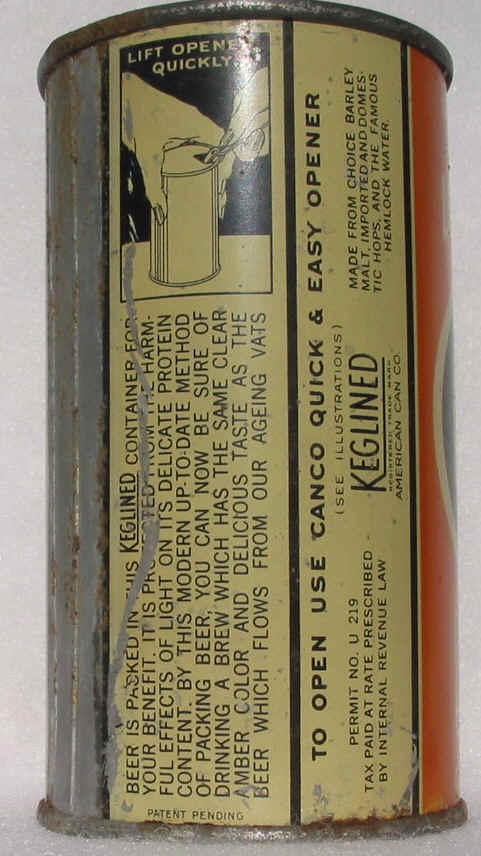 LIFT OPENER
QUICKLY
BEER IS PACKED IN THIS KEGLINED CONTAINER FOR
YOUR BENEFIT. IT IS PROTECTED FROM THE HARM-
FUL EFFECTS OF LIGHT ON ITS DELICATE PROTEIN
CONTENT. BY THIS MODERN UP-TO-DATE METHOD
OF PACKING BEER, YOU CAN NOW BE SURE OF
DRINKING A BREW WHICH HAS THE SAME CLEAR
AMBER COLOR AND DELICIOUS TASTE AS THE
BEER WHICH FLOWS FROM OUR AGEING VATS
PATENT PENDING
TO OPEN USE CANCO QUICK & EASY OPENER
(SEE ILLUSTRATIONS)
PERMIT NO. U 219
TAX PAID AT RATE PRESCRIBED
BY INTERNAL REVENUE LAW
KEGLINED
REGISTERED TRADE MARK
AMERICAN CAN CO.
MADE FROM CHOICE BARLEY
MALT, IMPORTED AND DOMES-
TIC HOPS, AND THE FAMOUS
HEMLOCK WATER.